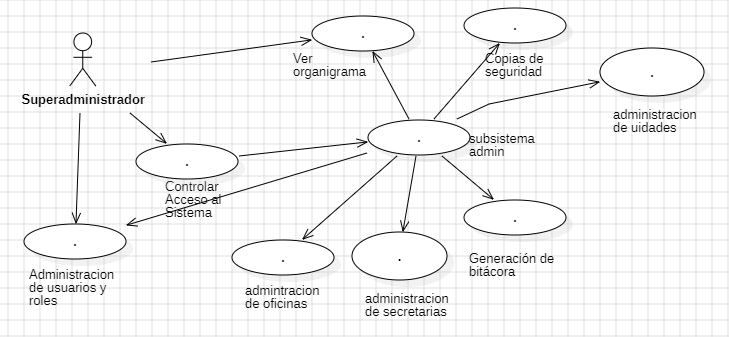 Ver
organigrama
Copias de
seguridad
Superadministrador
administracion
de uidades
subsistema
admin
Controlar
Acceso al
Sistema
Administracion
de usuarios y
roles
admintracion
de oficinas
administracion
de secretarias
Generación de
bitácora